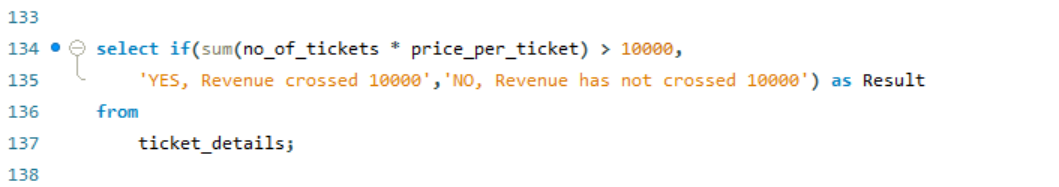 133
134 select if(sum(no_of_tickets * price_per_ticket) > 10000,
135 'YES, Revenue crossed 10000','NO, Revenue has not crossed 10000') as Result
136 from
137 ticket_details;
138